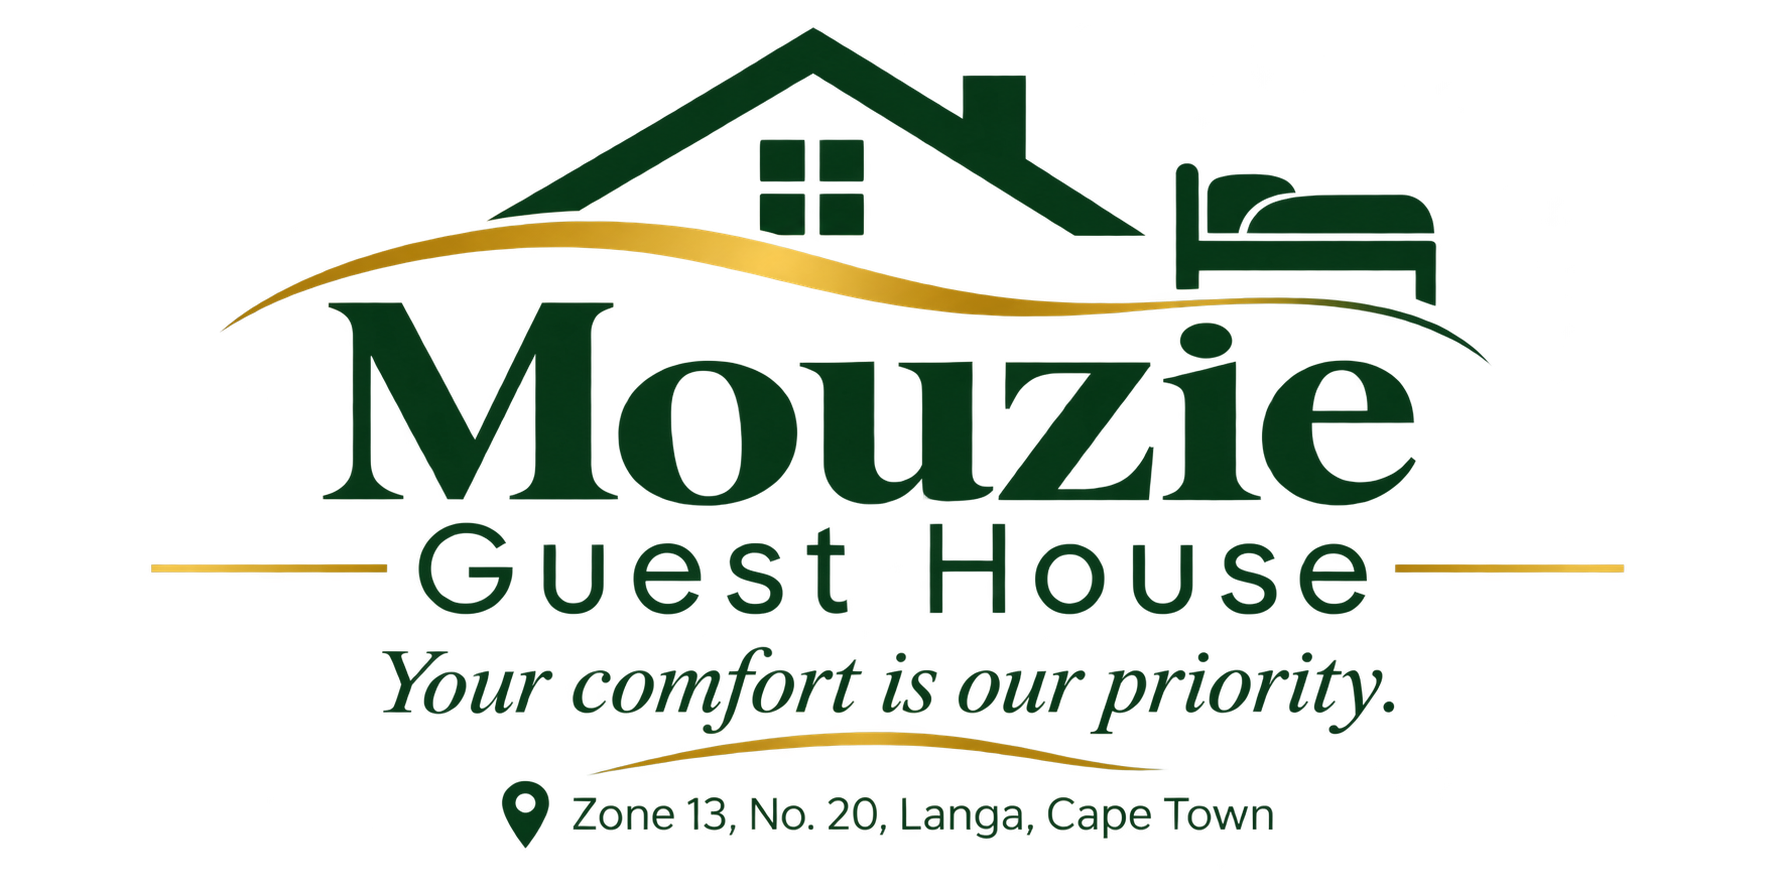 Mouzie
Guest House
Your comfort is our priority.
Zone 13, No. 20, Langa, Cape Town